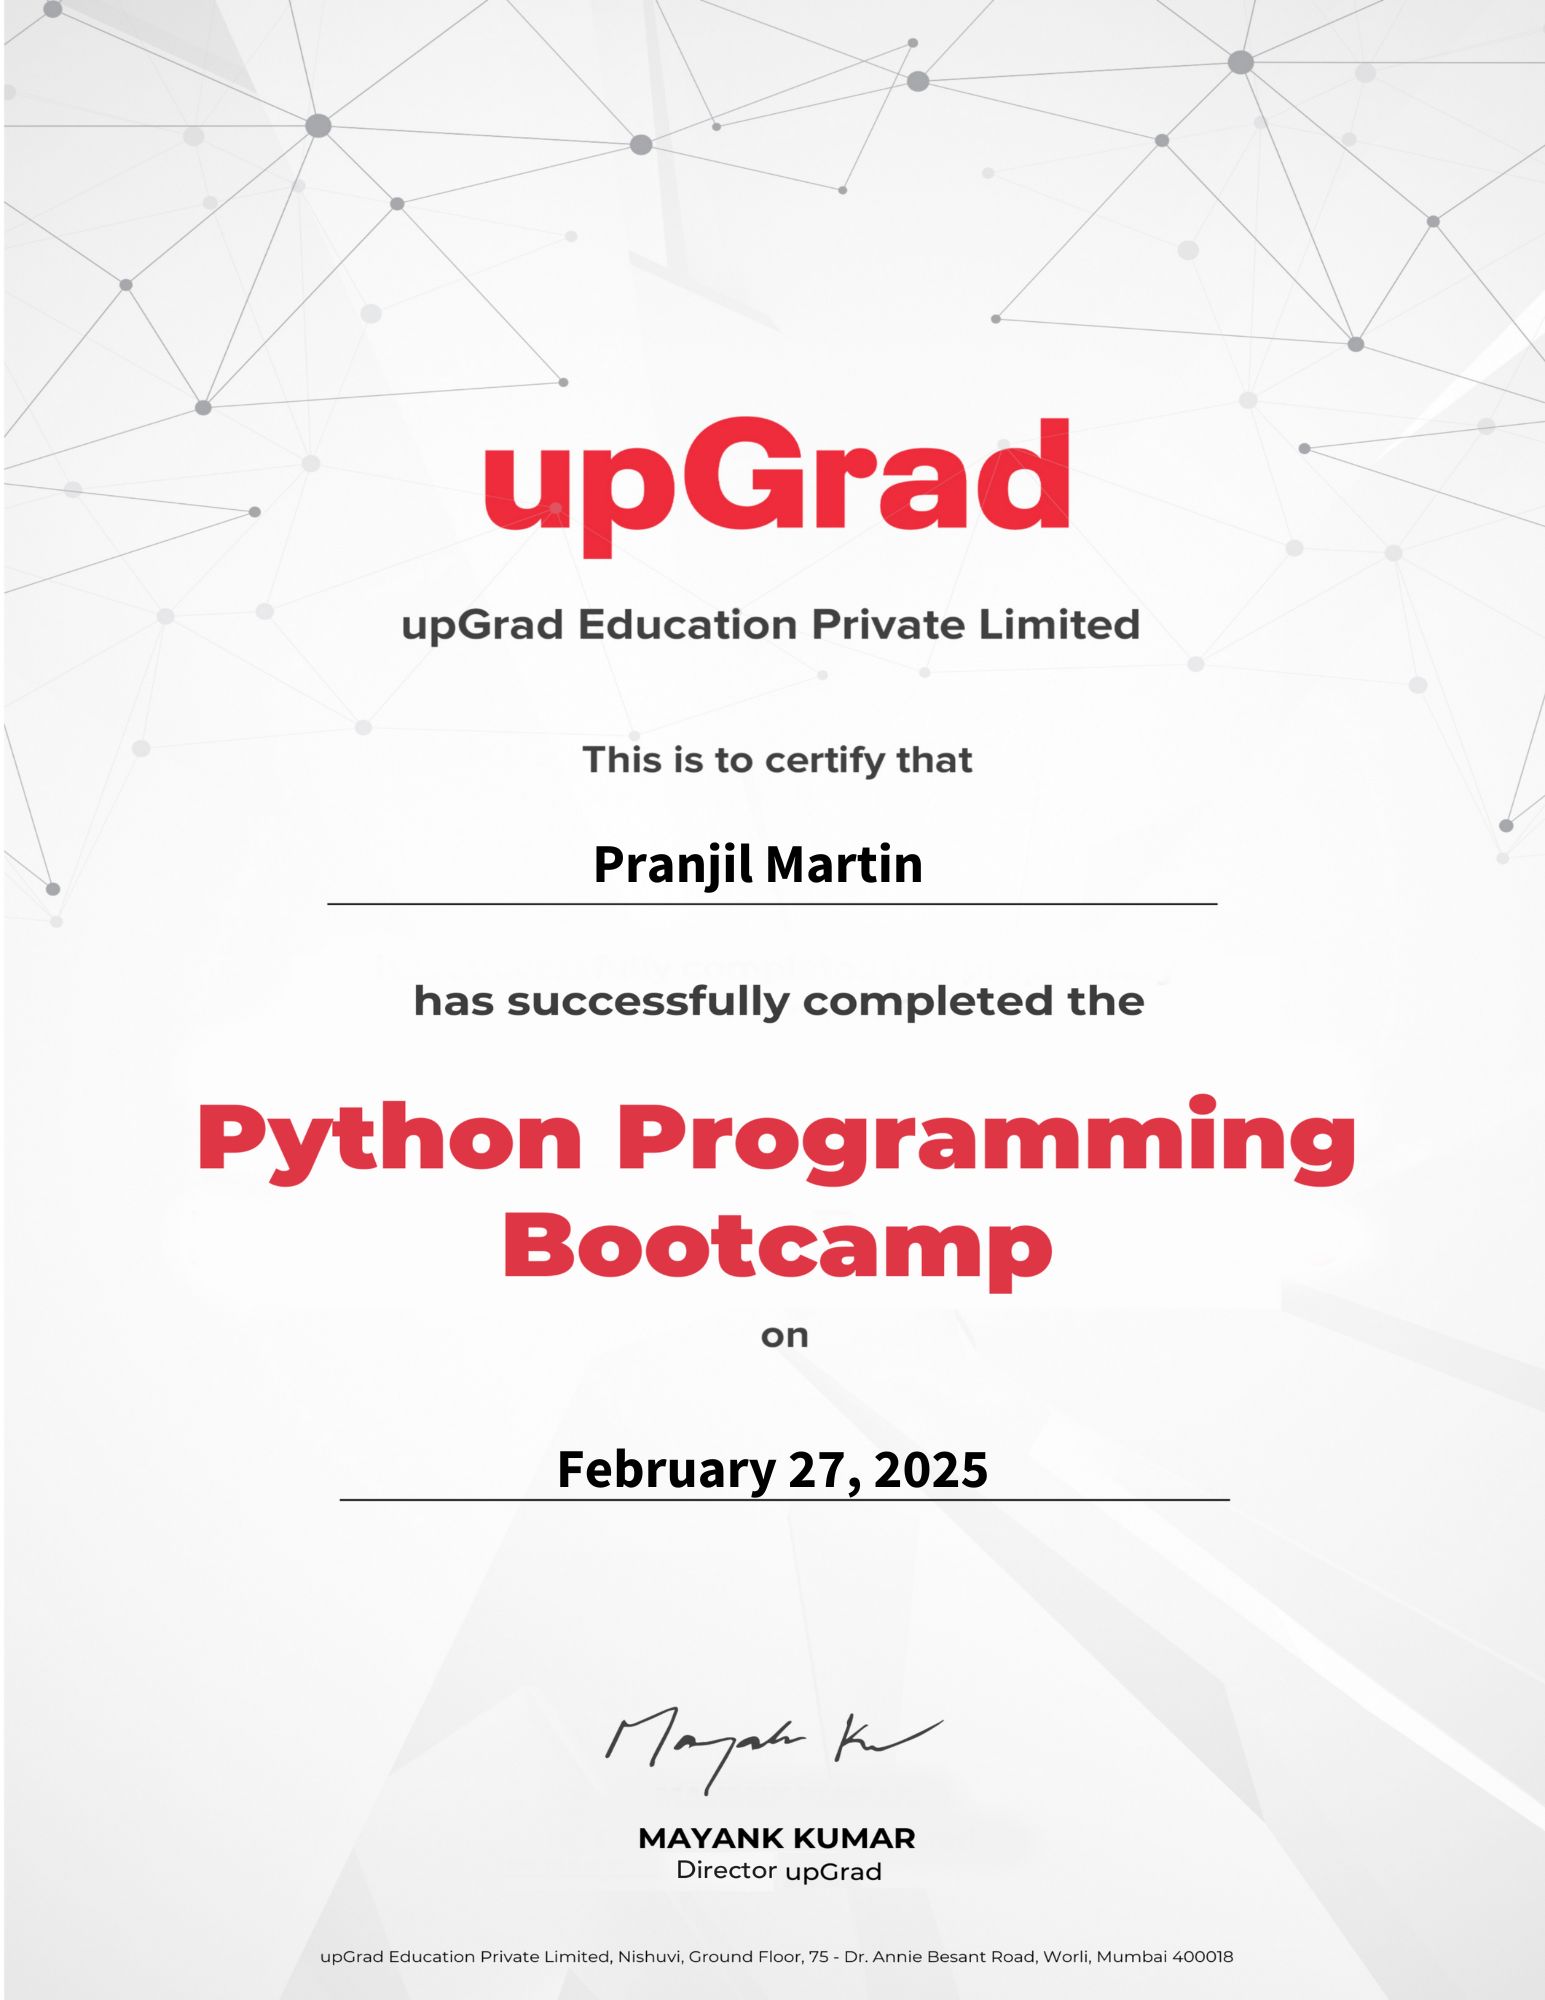 upGrad
upGrad Education Private Limited
This is to certify that
Pranjil Martin
has successfully completed the
Python Programming
Bootcamp
on
February 27, 2025
Mayank Ku
MAYANK KUMAR
Director upGrad
upGrad Education Private Limited, Nishuvi, Ground Floor, 75 - Dr. Annie Besant Road, Worli, Mumbai 400018